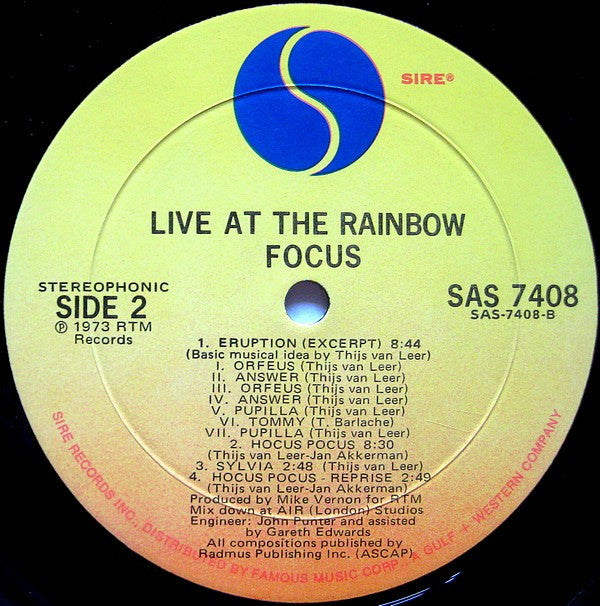 SIRE®
LIVE AT THE RAINBOW
FOCUS
STEREOPHONIC
SIDE 2
℗ 1973 RTM
Records
SAS 7408
SAS-7408-B
1. ERUPTION (EXCERPT) 8:44
(Basic musical idea by Thijs van Leer)
I. ORFEUS (Thijs van Leer)
II. ANSWER (Thijs van Leer)
III. ORFEUS (Thijs van Leer)
IV. ANSWER (Thijs van Leer)
V. PUPILLA (Thijs van Leer)
VI. TOMMY (T. Barlache)
VII. PUPILLA (Thijs van Leer)
2. HOCUS POCUS 8:30
(Thijs van Leer-Jan Akkerman)
3. SYLVIA 2:48 (Thijs van Leer)
4. HOCUS POCUS - REPRISE 2:49
(Thijs van Leer-Jan Akkerman)
Produced by Mike Vernon for RTM
Mix down at AIR (London) Studios
Engineer: John Punter and assisted
by Gareth Edwards
All compositions published by
Radmus Publishing Inc. (ASCAP)
SIRE RECORDS INC., DISTRIBUTED BY FAMOUS MUSIC CORP., A GULF + WESTERN COMPANY